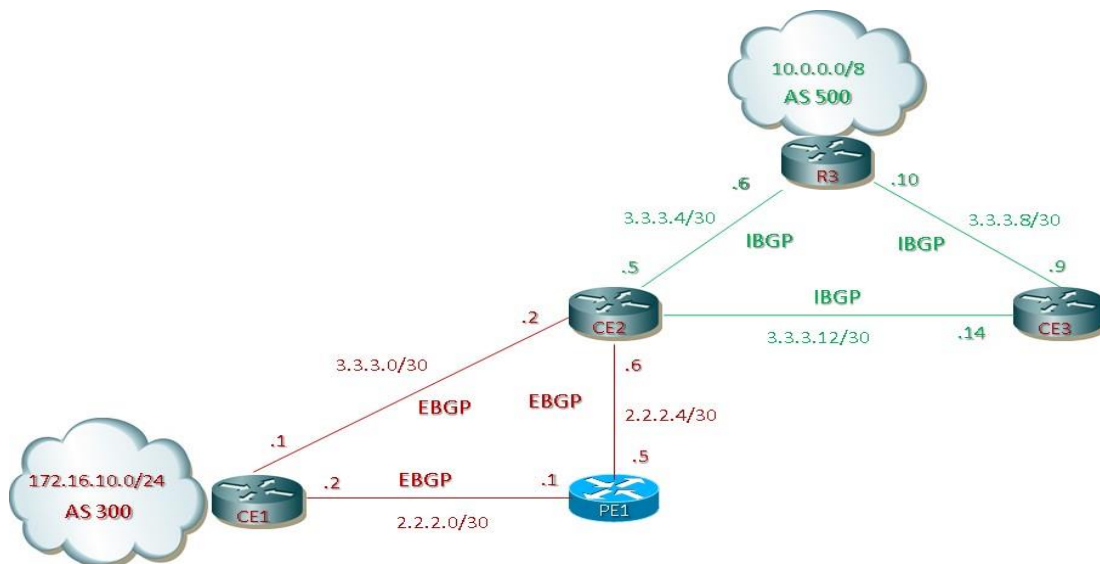 10.0.0.0/8
AS 500
R3
.6
.10
3.3.3.4/30
3.3.3.8/30
IBGP
IBGP
.5
.9
IBGP
.2
CE2
CE3
3.3.3.12/30
.14
3.3.3.0/30
.6
EBGP
EBGP
2.2.2.4/30
.1
.5
172.16.10.0/24
AS 300
CE1
.2
EBGP
.1
PE1
2.2.2.0/30